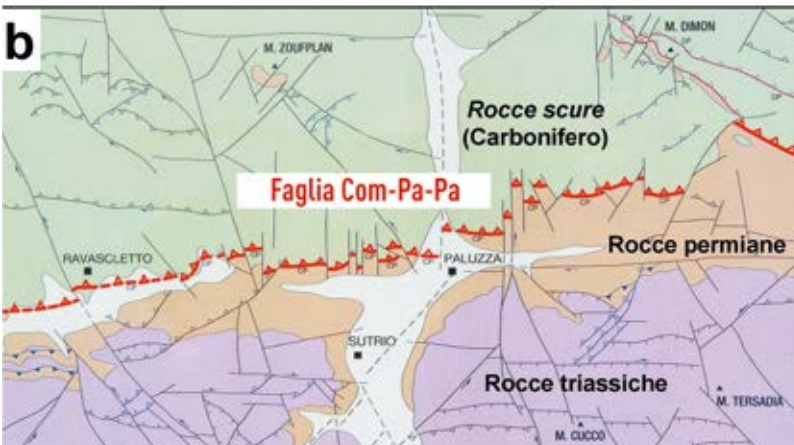 b
M. ZOUFPLAN
M. DIMON
Rocce scure
(Carbonifero)
Faglia Com-Pa-Pa
RAVASCLETTO
PALUZZA
Rocce permiane
SUTRIO
Rocce triassiche
M. TERSADIA
M. CUCCO